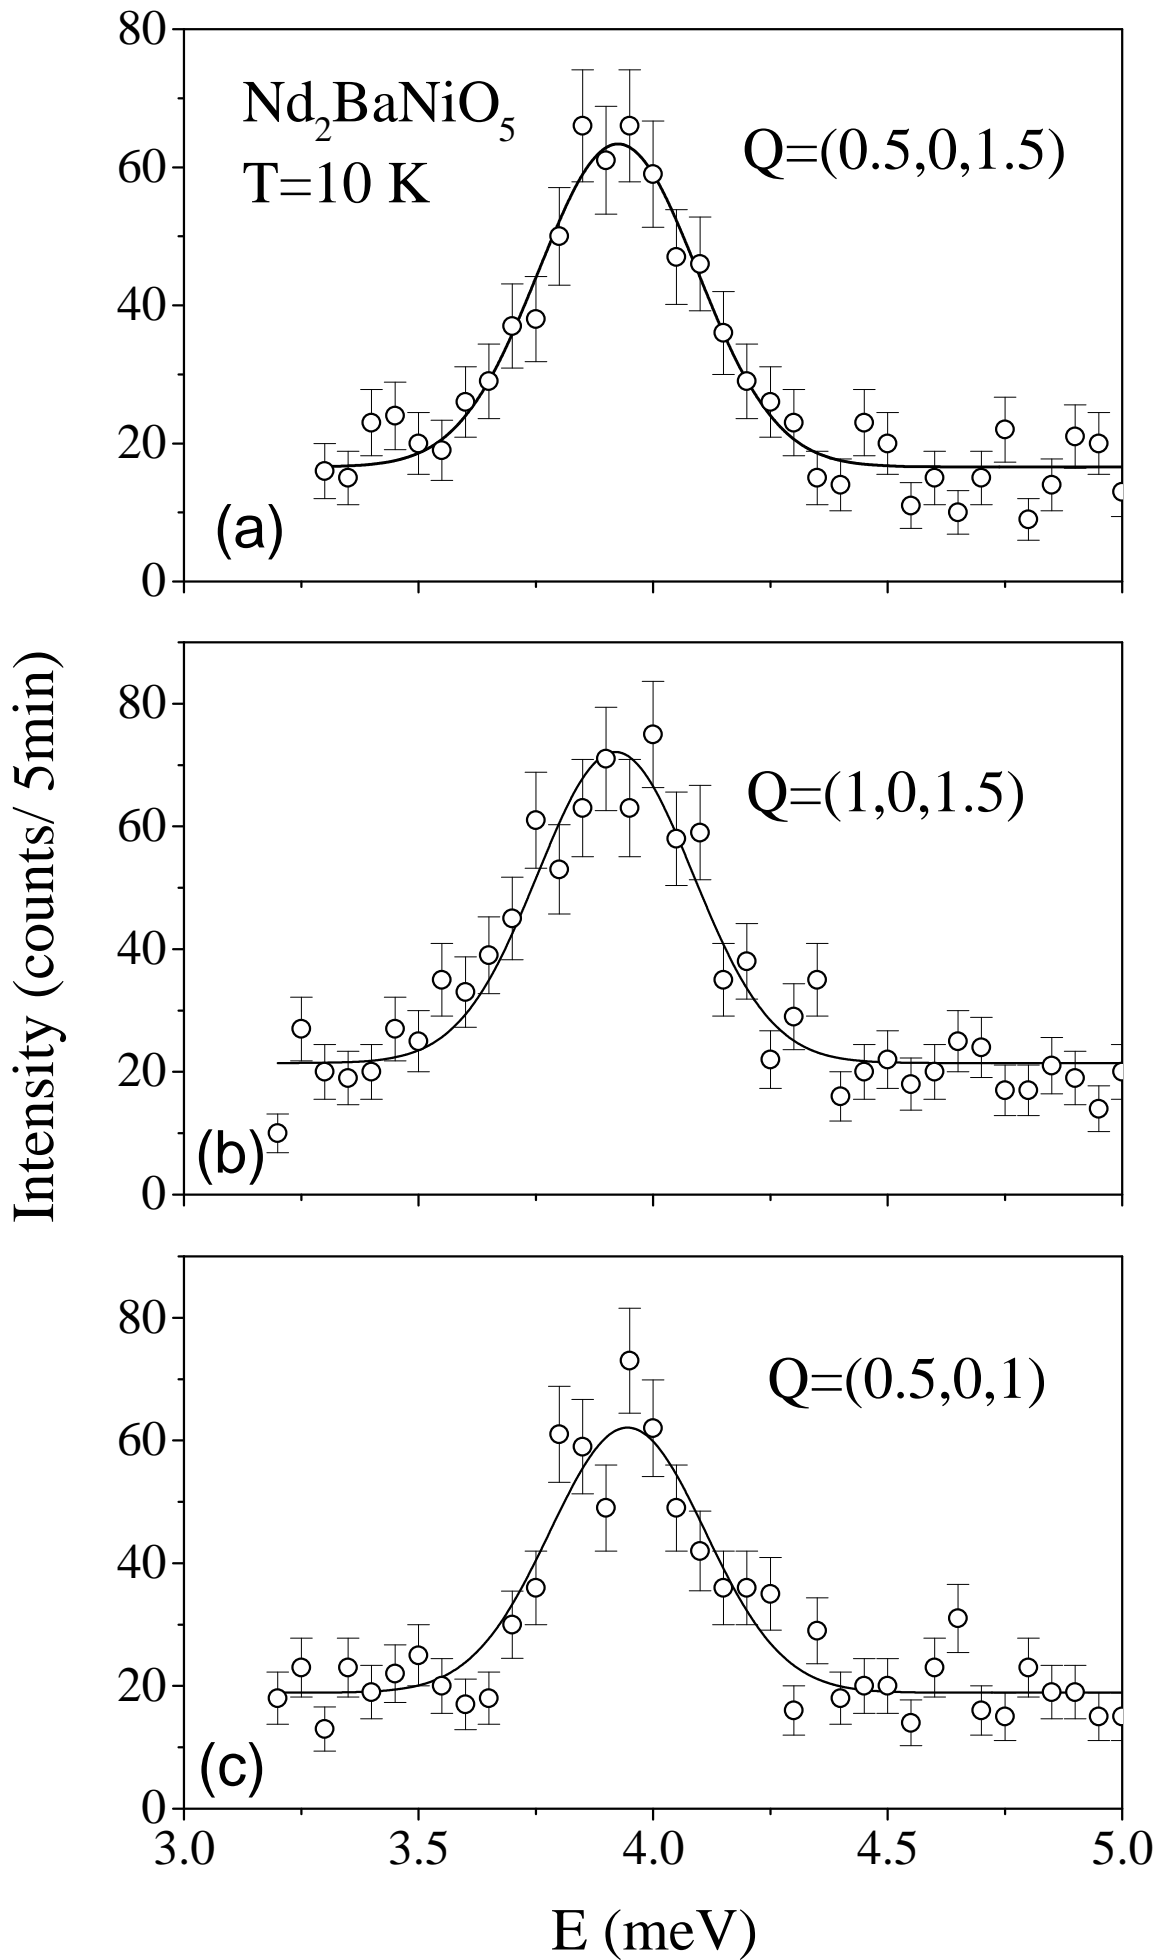 80
Nd₂BaNiO₅
Q=(0.5,0,1.5)
60
T=10 K
40
20
(a)
0
Intensity (counts/ 5min)
80
Q=(1,0,1.5)
60
40
20
(b)
0
80
Q=(0.5,0,1)
60
40
20
(c)
0
3.0 3.5 4.0 4.5 5.0
E (meV)